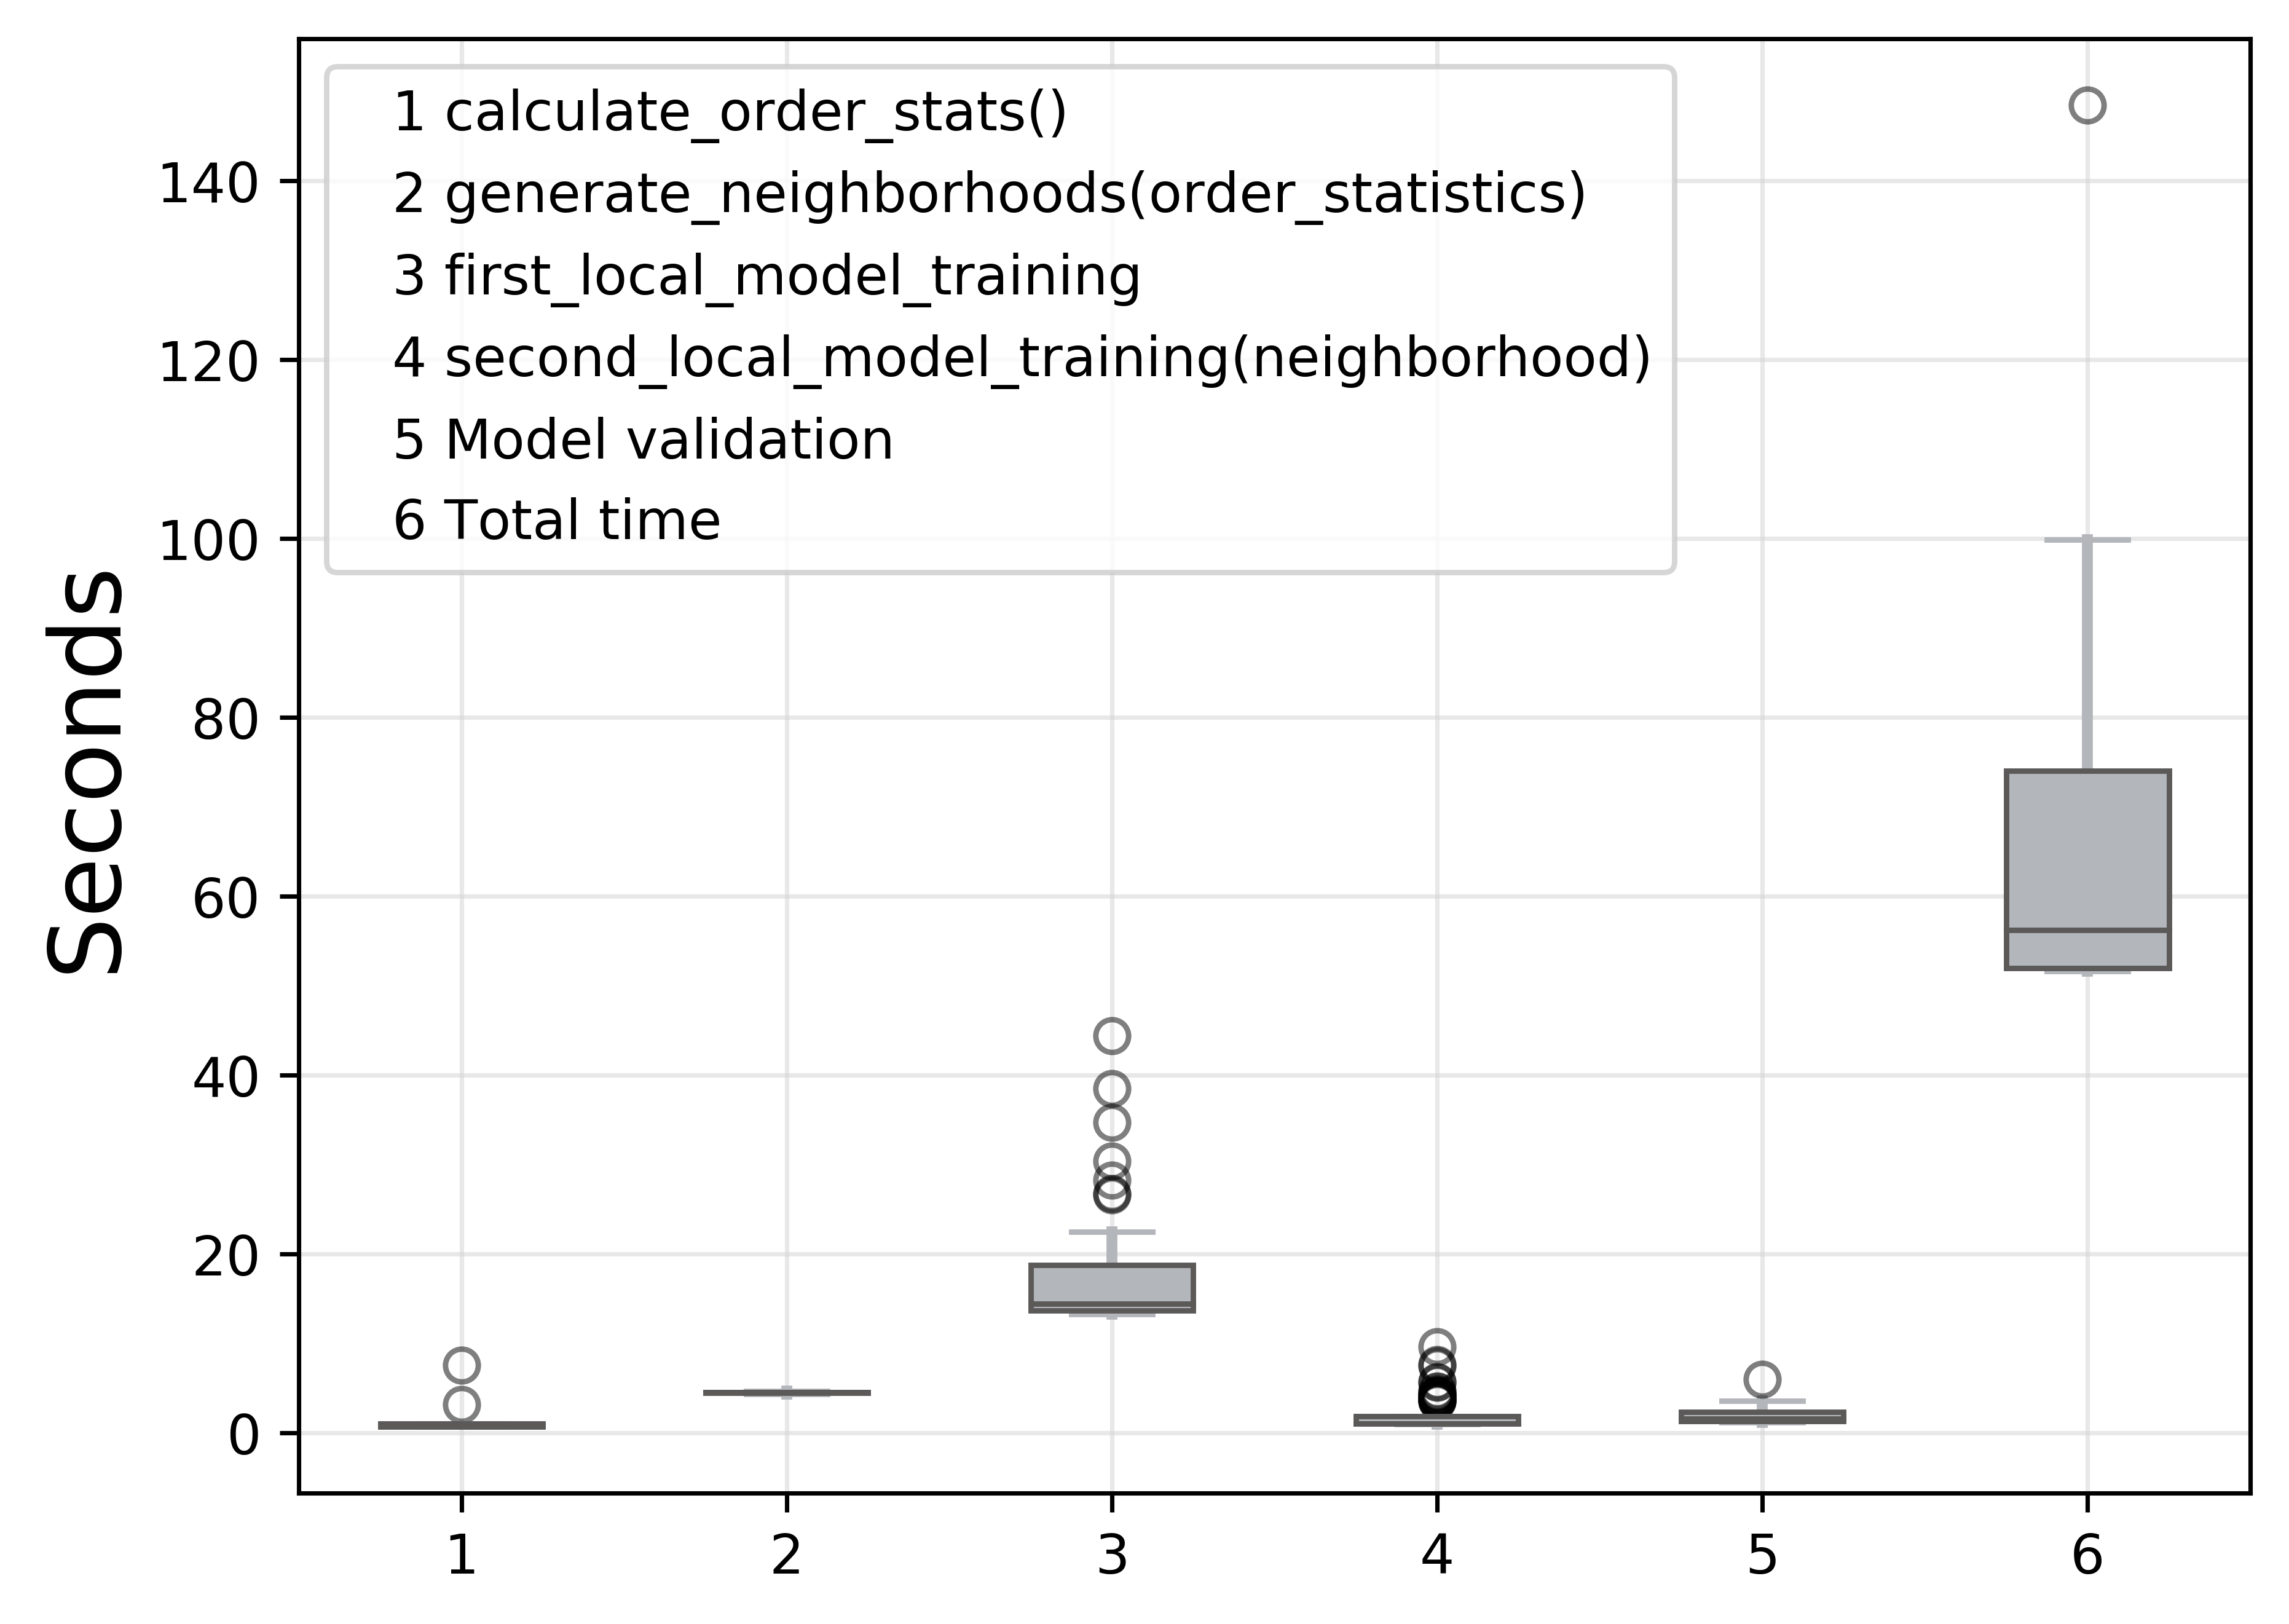 1 calculate_order_stats()
2 generate_neighborhoods(order_statistics)
3 first_local_model_training
4 second_local_model_training(neighborhood)
5 Model validation
6 Total time
Seconds
140
120
100
80
60
40
20
0
1 2 3 4 5 6